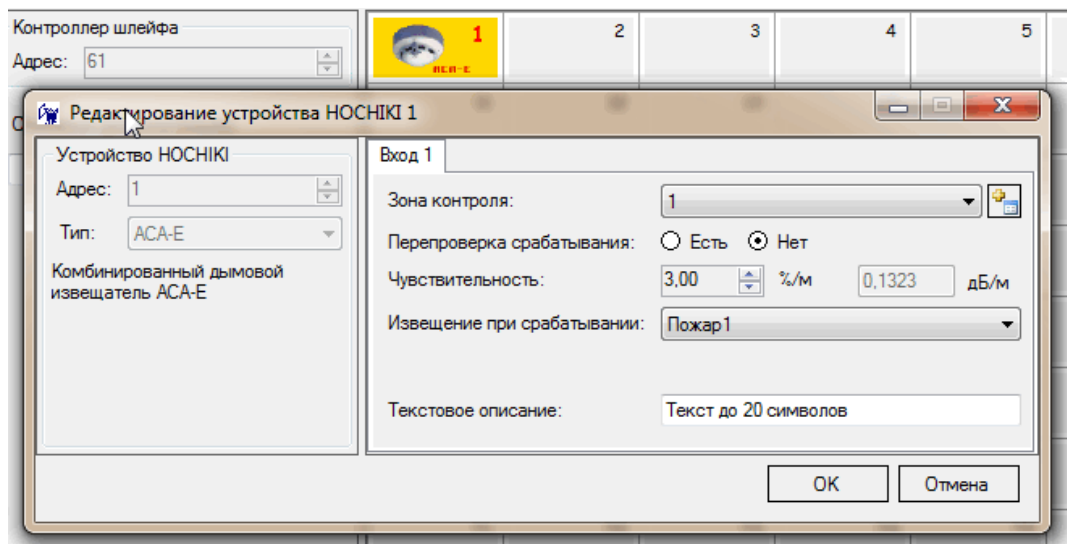 Контроллер шлейфа
Адрес: 61
1 2 3 4 5
ACA-E
Редактирование устройства HOCHIKI 1
Устройство HOCHIKI
Адрес: 1
Тип: ACA-E
Комбинированный дымовой
извещатель ACA-E
Вход 1
Зона контроля: 1
Перепроверка срабатывания: Есть Нет
Чувствительность: 3,00 %/м 0,1323 дБ/м
Извещение при срабатывании: Пожар1
Текстовое описание: Текст до 20 символов
OK Отмена